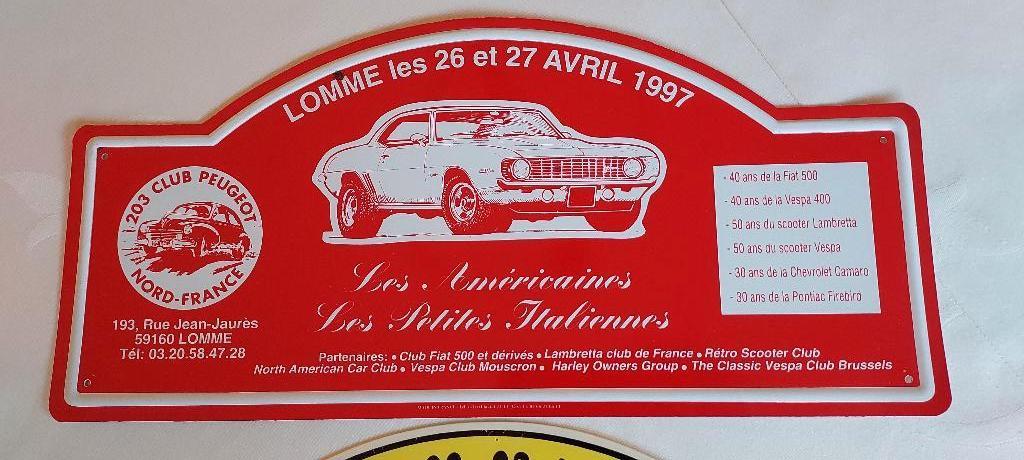 LOMME les 26 et 27 AVRIL 1997
203 CLUB PEUGEOT
NORD-FRANCE
193, Rue Jean-Jaurès
59160 LOMME
Tél: 03.20.58.47.28
Les Américaines
Les Petites Italiennes
- 40 ans de la Fiat 500
- 40 ans de la Vespa 400
- 50 ans du scooter Lambretta
- 50 ans du scooter Vespa
- 30 ans de la Chevrolet Camaro
- 30 ans de la Pontiac Firebird
Partenaires: • Club Fiat 500 et dérivés • Lambretta club de France • Rétro Scooter Club
North American Car Club • Vespa Club Mouscron • Harley Owners Group • The Classic Vespa Club Brussels